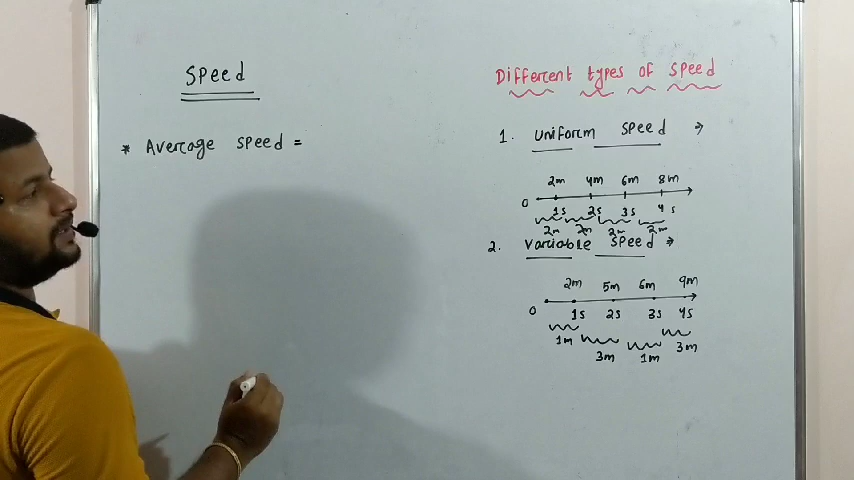 Speed
* Average speed =
Different types of speed
1. Uniform speed →
2m 4m 6m 8m
0 1s 2s 3s 4s
2m 2m 2m 2m
2. Variable speed →
2m 5m 6m 9m
0 1s 2s 3s 4s
1m 3m 1m 3m